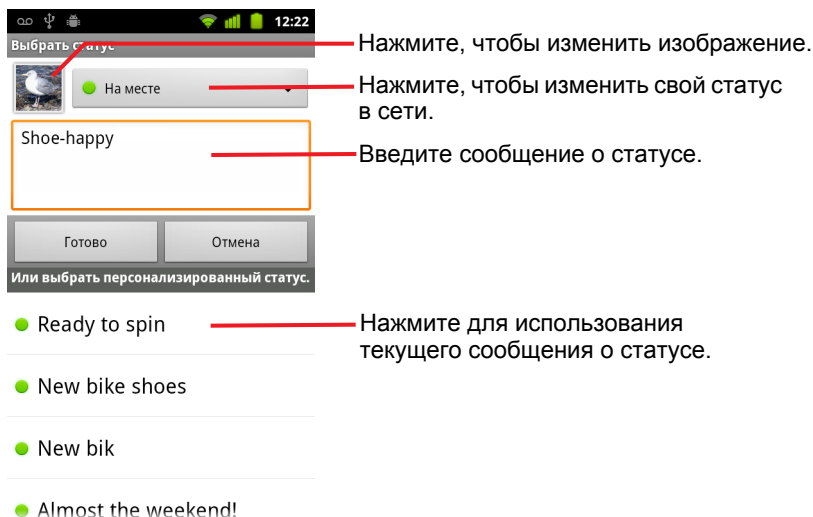 12:22
Выбрать статус
Нажмите, чтобы изменить изображение.
На месте
Нажмите, чтобы изменить свой статус
в сети.
Shoe-happy
Введите сообщение о статусе.
Готово
Отмена
Или выбрать персонализированный статус.
Ready to spin
Нажмите для использования
текущего сообщения о статусе.
New bike shoes
New bik
Almost the weekend!